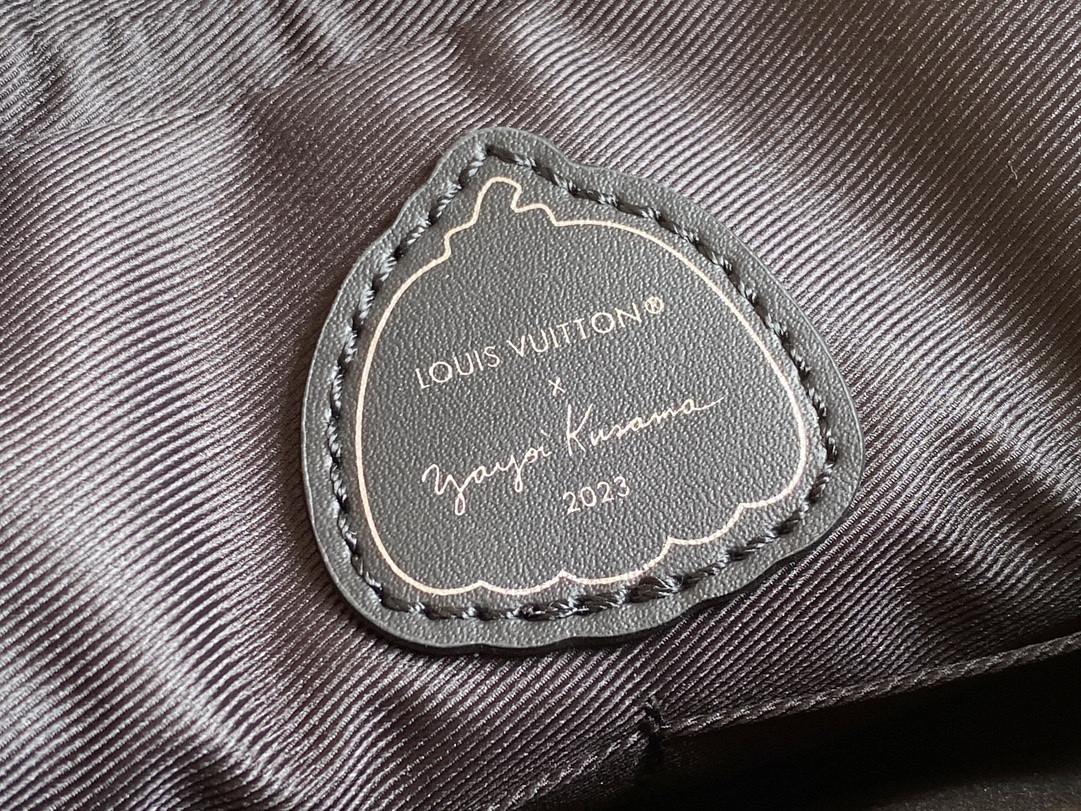 LOUIS VUITTON®
x
Yayoi Kusama
2023